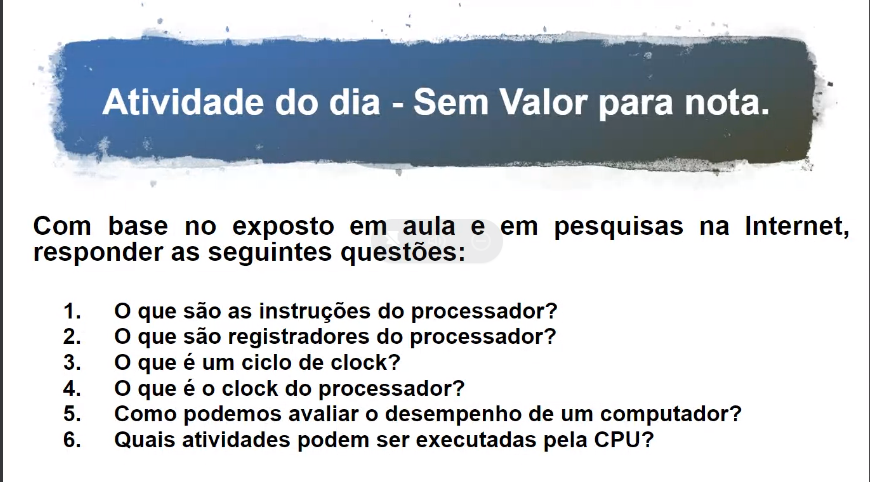 Atividade do dia - Sem Valor para nota.
Com base no exposto em aula e em pesquisas na Internet,
responder as seguintes questões:
1. O que são as instruções do processador?
2. O que são registradores do processador?
3. O que é um ciclo de clock?
4. O que é o clock do processador?
5. Como podemos avaliar o desempenho de um computador?
6. Quais atividades podem ser executadas pela CPU?